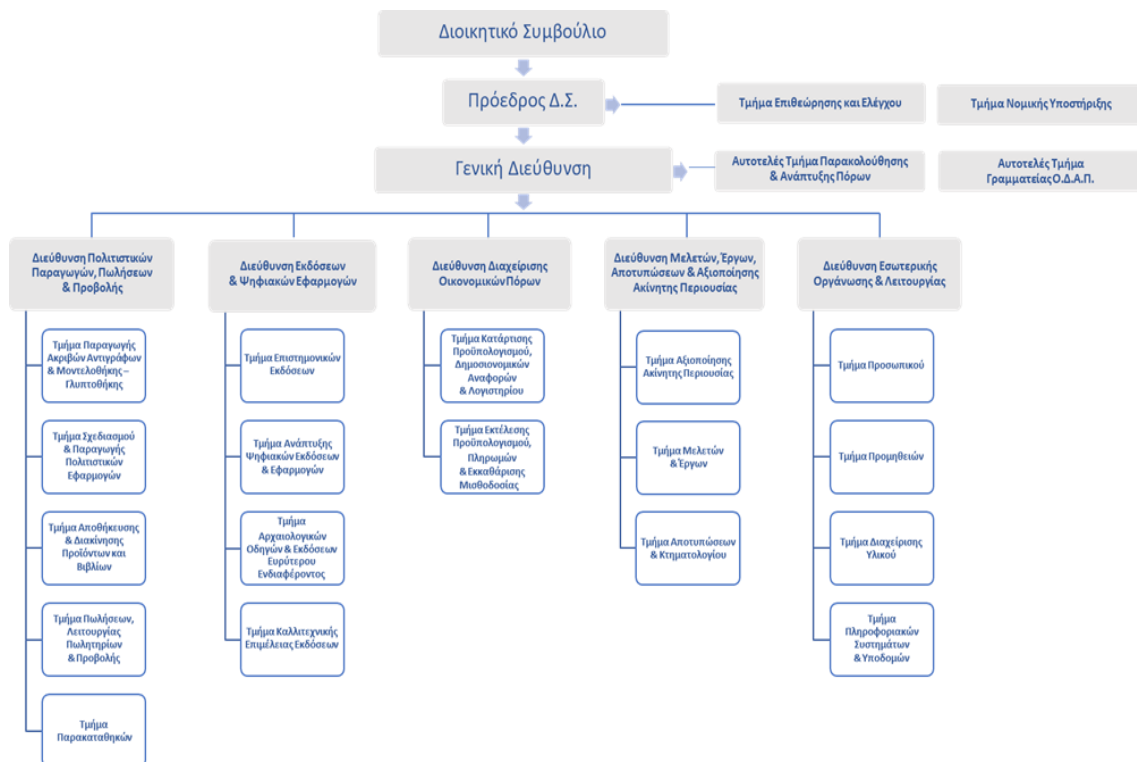 Διοικητικό Συμβούλιο
Πρόεδρος Δ.Σ.
Τμήμα Επιθεώρησης και Ελέγχου
Τμήμα Νομικής Υποστήριξης
Γενική Διεύθυνση
Αυτοτελές Τμήμα Παρακολούθησης
& Ανάπτυξης Πόρων
Αυτοτελές Τμήμα
Γραμματείας Ο.Δ.Α.Π.
Διεύθυνση Πολιτιστικών
Παραγωγών, Πωλήσεων
& Προβολής
Τμήμα Παραγωγής
Ακριβών Αντιγράφων
& Μοντελοθήκης –
Γλυπτοθήκης
Τμήμα Σχεδιασμού
& Παραγωγής
Πολιτιστικών
Εφαρμογών
Τμήμα Αποθήκευσης
& Διακίνησης
Προϊόντων και
Βιβλίων
Τμήμα Πωλήσεων,
Λειτουργίας
Πωλητηρίων
& Προβολής
Τμήμα
Παρακαταθηκών
Διεύθυνση Εκδόσεων
& Ψηφιακών Εφαρμογών
Τμήμα Επιστημονικών
Εκδόσεων
Τμήμα Ανάπτυξης
Ψηφιακών Εκδόσεων
& Εφαρμογών
Τμήμα
Αρχαιολογικών
Οδηγών & Εκδόσεων
Ευρύτερου
Ενδιαφέροντος
Τμήμα Καλλιτεχνικής
Επιμέλειας Εκδόσεων
Διεύθυνση Διαχείρισης
Οικονομικών Πόρων
Τμήμα Κατάρτισης
Προϋπολογισμού,
Δημοσιονομικών
Αναφορών
& Λογιστηρίου
Τμήμα Εκτέλεσης
Προϋπολογισμού,
Πληρωμών
& Εκκαθάρισης
Μισθοδοσίας
Διεύθυνση Μελετών, Έργων,
Αποτυπώσεων & Αξιοποίησης
Ακίνητης Περιουσίας
Τμήμα Αξιοποίησης
Ακίνητης Περιουσίας
Τμήμα Μελετών
& Έργων
Τμήμα Αποτυπώσεων
& Κτηματολογίου
Διεύθυνση Εσωτερικής
Οργάνωσης & Λειτουργίας
Τμήμα Προσωπικού
Τμήμα Προμηθειών
Τμήμα Διαχείρισης
Υλικού
Τμήμα
Πληροφοριακών
Συστημάτων
& Υποδομών